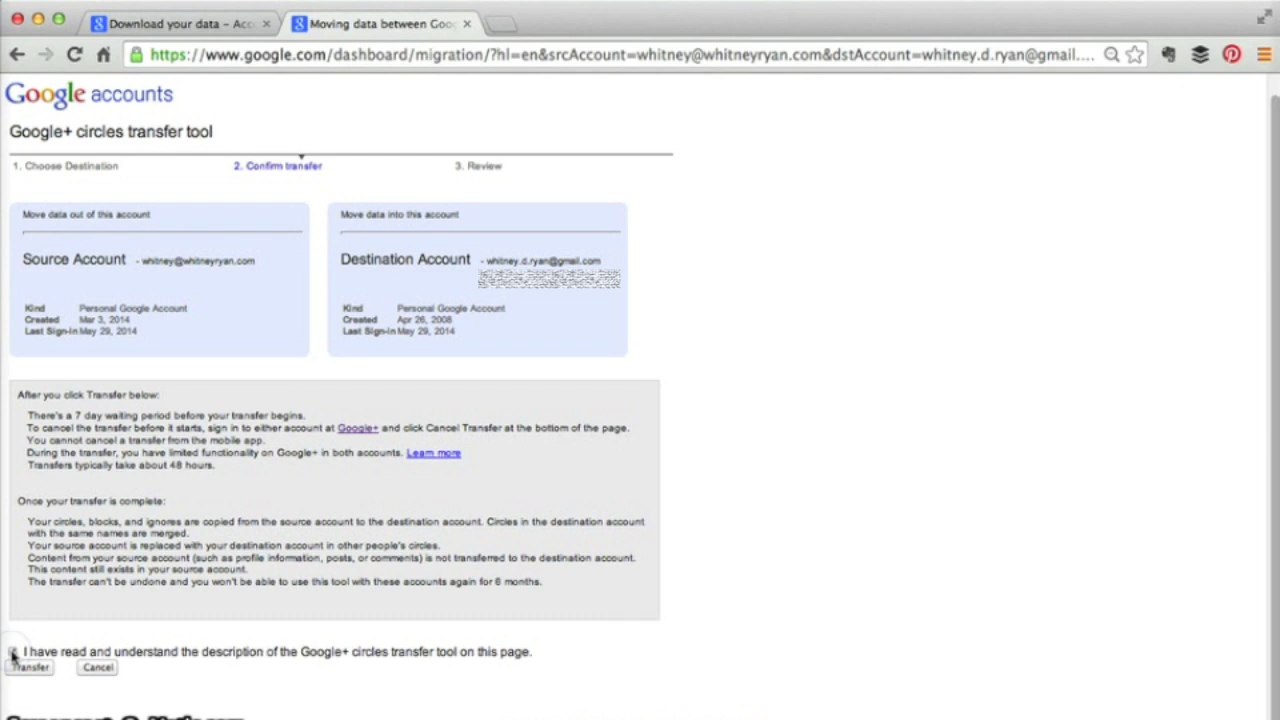 Download your data – Acc
Moving data between Goo
https://www.google.com/dashboard/migration/?hl=en&srcAccount=whitney@whitneyryan.com&dstAccount=whitney.d.ryan@gmail....
Google accounts
Google+ circles transfer tool
1. Choose Destination 2. Confirm transfer 3. Review
Move data out of this account
Source Account - whitney@whitneyryan.com
Kind Personal Google Account
Created Mar 3, 2014
Last Sign-in May 29, 2014
Move data into this account
Destination Account - whitney.d.ryan@gmail.com
Kind Personal Google Account
Created Apr 26, 2008
Last Sign-in May 29, 2014
After you click Transfer below:
There's a 7 day waiting period before your transfer begins.
To cancel the transfer before it starts, sign in to either account at Google+ and click Cancel Transfer at the bottom of the page.
You cannot cancel a transfer from the mobile app.
During the transfer, you have limited functionality on Google+ in both accounts. Learn more
Transfers typically take about 48 hours.
Once your transfer is complete:
Your circles, blocks, and ignores are copied from the source account to the destination account. Circles in the destination account
with the same names are merged.
Your source account is replaced with your destination account in other people's circles.
Content from your source account (such as profile information, posts, or comments) is not transferred to the destination account.
This content still exists in your source account.
The transfer can't be undone and you won't be able to use this tool with these accounts again for 6 months.
I have read and understand the description of the Google+ circles transfer tool on this page.
Transfer Cancel